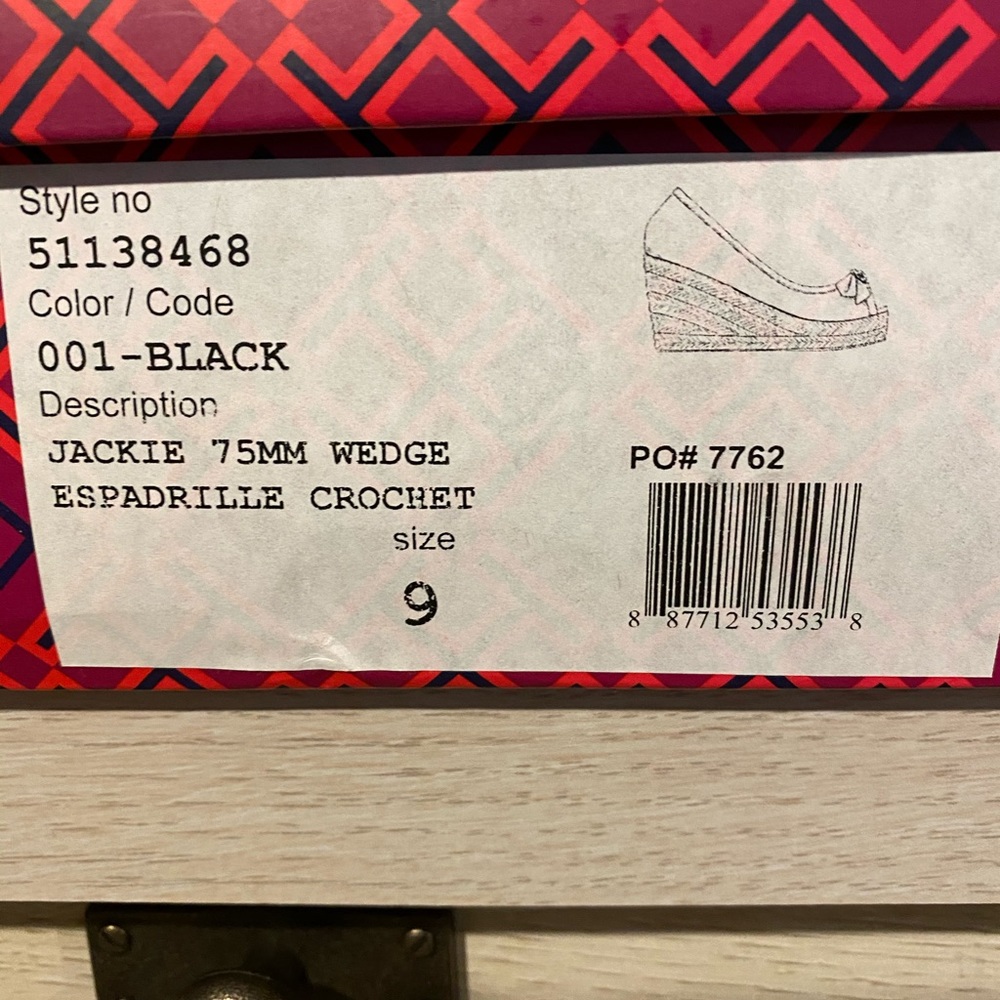 Style no
51138468
Color / Code
001-BLACK
Description
JACKIE 75MM WEDGE
ESPADRILLE CROCHET
size
9
PO# 7762
8 87712 53553 8